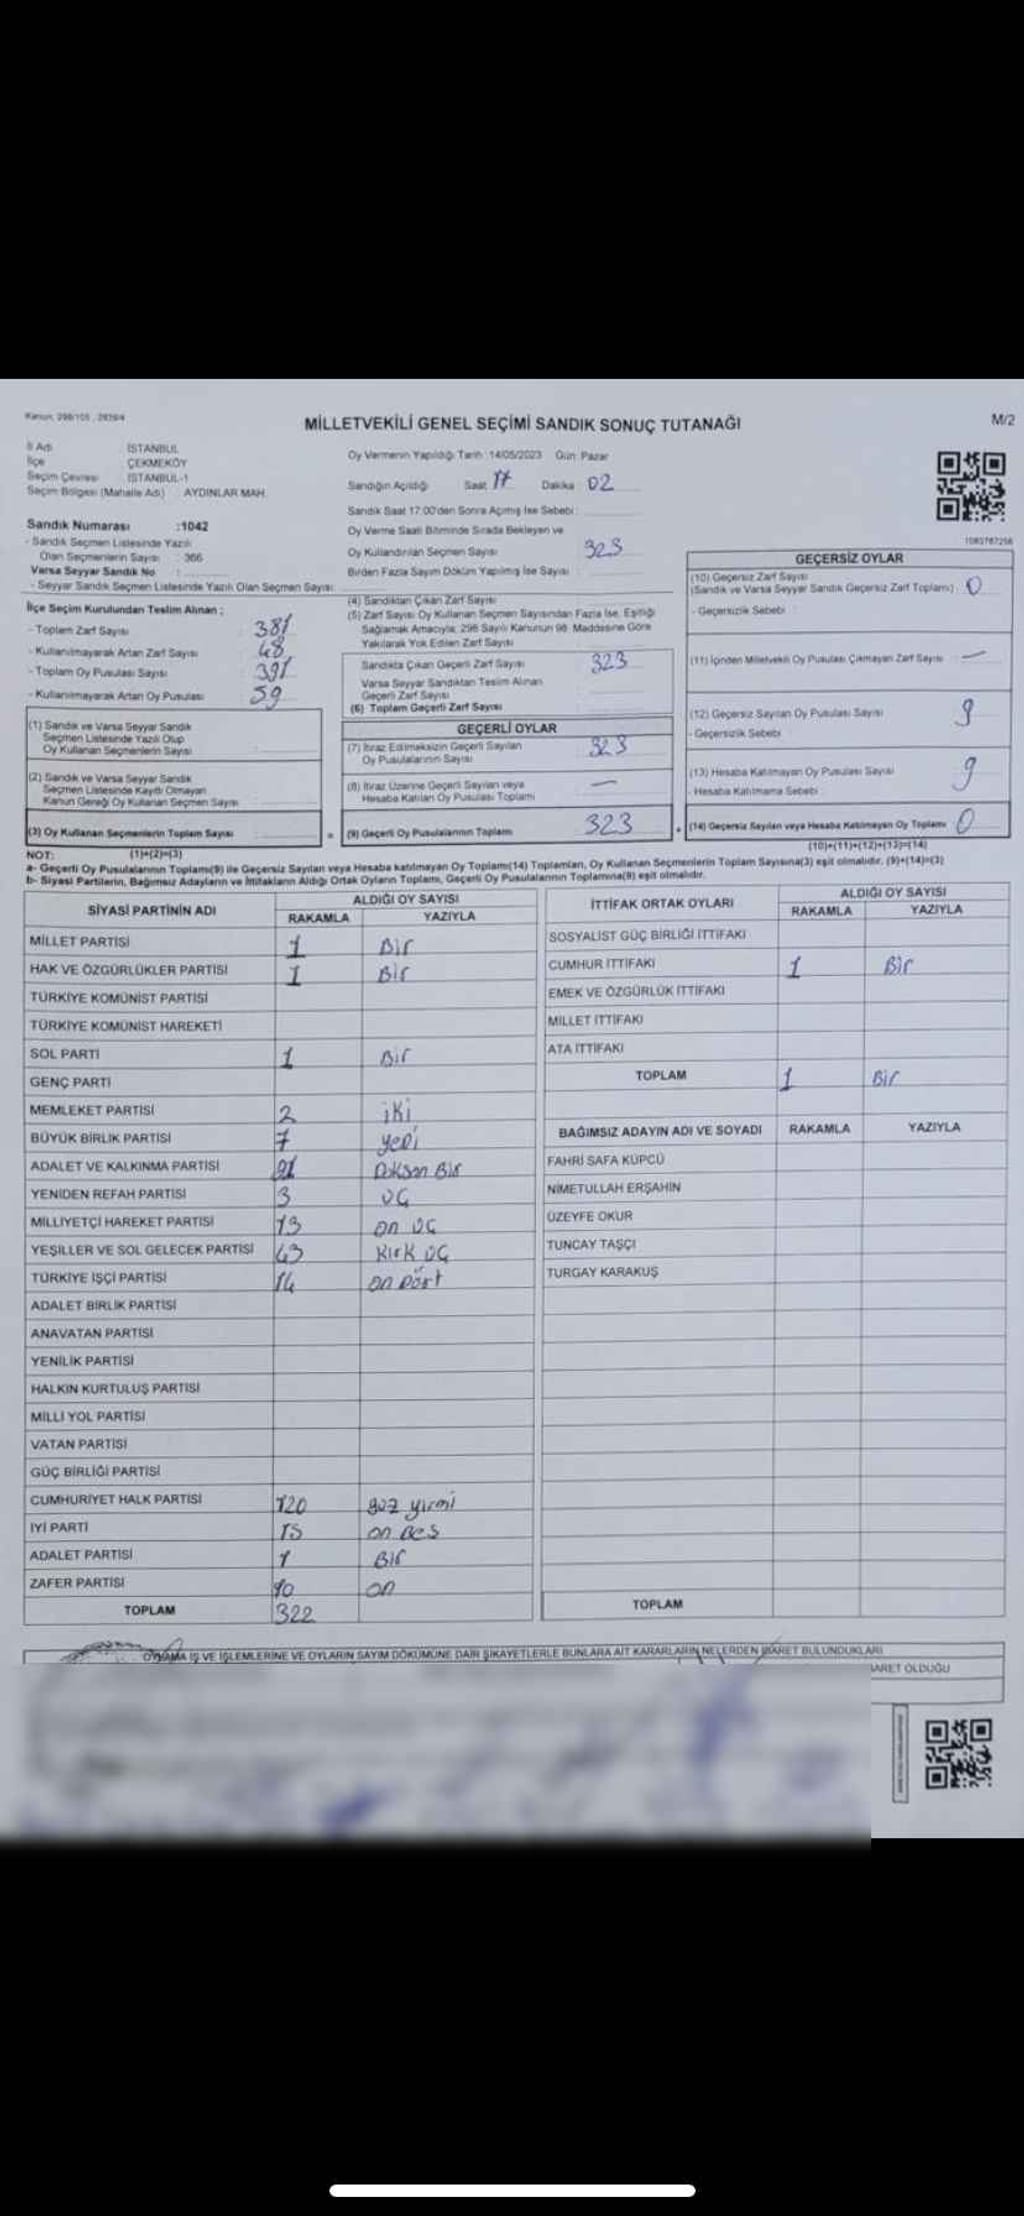 Kanun: 298/105 , 2839/4
MİLLETVEKİLİ GENEL SEÇİMİ SANDIK SONUÇ TUTANAĞI
M/2
İl Adı İSTANBUL
İlçe ÇEKMEKÖY
Seçim Çevresi İSTANBUL-1
Seçim Bölgesi (Mahalle Adı) AYDINLAR MAH.
Sandık Numarası :1042
- Sandık Seçmen Listesinde Yazılı
Olan Seçmenlerin Sayısı : 366
Varsa Seyyar Sandık No :
- Seyyar Sandık Seçmen Listesinde Yazılı Olan Seçmen Sayısı:
Oy Vermenin Yapıldığı Tarih :14/05/2023 Gün: Pazar
Sandığın Açıldığı Saat 17 Dakika 02
Sandık Saat 17:00'den Sonra Açımış İse Sebebi:
Oy Verme Saati Bitiminde Sırada Bekleyen ve
Oy Kullandırılan Seçmen Sayısı 323
Birden Fazla Sayım Döküm Yapılmış İse Sayısı
1083787256
İlçe Seçim Kurulundan Teslim Alınan ;
- Toplam Zarf Sayısı 381
- Kullanılmayarak Artan Zarf Sayısı 48
- Toplam Oy Pusulası Sayısı 391
- Kullanılmayarak Artan Oy Pusulası 59
(1) Sandık ve Varsa Seyyar Sandık
Seçmen Listesinde Yazılı Olup
Oy Kullanan Seçmenlerin Sayısı
(2) Sandık ve Varsa Seyyar Sandık
Seçmen Listesinde Kaydı Olmayan
Kanun Gereği Oy Kullanan Seçmen Sayısı
(3) Oy Kullanan Seçmenlerin Toplam Sayısı =
(4) Sandıktan Çıkan Zarf Sayısı
(5) Zarf Sayısı Oy Kullanan Seçmen Sayısından Fazla İse, Eşitliği
Sağlamak Amacıyla, 298 Sayılı Kanunun 98. Maddesine Göre
Yakılarak Yok Edilen Zarf Sayısı
Sandıkta Çıkan Geçerli Zarf Sayısı 323
Varsa Seyyar Sandıktan Teslim Alınan
Geçerli Zarf Sayısı
(6) Toplam Geçerli Zarf Sayısı
GEÇERLİ OYLAR
(7) İtiraz Edilmeksizin Geçerli Sayılan
Oy Pusulalarının Sayısı 323
(8) İtiraz Üzerine Geçerli Sayılan veya
Hesaba Katılan Oy Pusulası Toplamı —
(9) Geçerli Oy Pusulalarının Toplamı 323 +
GEÇERSİZ OYLAR
(10) Geçersiz Zarf Sayısı
(Sandık ve Varsa Seyyar Sandık Geçersiz Zarf Toplamı) 0
- Geçersizlik Sebebi
(11) İçinden Milletvekili Oy Pusulası Çıkmayan Zarf Sayısı —
(12) Geçersiz Sayılan Oy Pusulası Sayısı 9
- Geçersizlik Sebebi
(13) Hesaba Katılmayan Oy Pusulası Sayısı 9
- Hesaba Katılmama Sebebi
(14) Geçersiz Sayılan veya Hesaba Katılmayan Oy Toplamı 0
NOT: (1)+(2)=(3)
(10)+(11)+(12)+(13)=(14)
a- Geçerli Oy Pusulalarının Toplamı(9) ile Geçersiz Sayılan veya Hesaba katılmayan Oy Toplamı(14) Toplamları, Oy Kullanan Seçmenlerin Toplam Sayısına(3) eşit olmalıdır. (9)+(14)=(3)
b- Siyasi Partilerin, Bağımsız Adayların ve İttifakların Aldığı Ortak Oyların Toplamı, Geçerli Oy Pusulalarının Toplamına(9) eşit olmalıdır.
SİYASİ PARTİNİN ADI
ALDIĞI OY SAYISI
RAKAMLA YAZIYLA
MİLLET PARTİSİ 1 Bir
HAK VE ÖZGÜRLÜKLER PARTİSİ 1 Bir
TÜRKİYE KOMÜNİST PARTİSİ
TÜRKİYE KOMÜNİST HAREKETİ
SOL PARTİ 1 Bir
GENÇ PARTİ
MEMLEKET PARTİSİ 2 iki
BÜYÜK BİRLİK PARTİSİ 7 yedi
ADALET VE KALKINMA PARTİSİ 91 Doksan Bir
YENİDEN REFAH PARTİSİ 3 üç
MİLLİYETÇİ HAREKET PARTİSİ 13 on üç
YEŞİLLER VE SOL GELECEK PARTİSİ 43 Kırk üç
TÜRKİYE İŞÇİ PARTİSİ 14 on Dört
ADALET BİRLİK PARTİSİ
ANAVATAN PARTİSİ
YENİLİK PARTİSİ
HALKIN KURTULUŞ PARTİSİ
MİLLİ YOL PARTİSİ
VATAN PARTİSİ
GÜÇ BİRLİĞİ PARTİSİ
CUMHURİYET HALK PARTİSİ 120 yüz yirmi
İYİ PARTİ 15 on Beş
ADALET PARTİSİ 1 Bir
ZAFER PARTİSİ 10 on
TOPLAM 322
İTTİFAK ORTAK OYLARI
ALDIĞI OY SAYISI
RAKAMLA YAZIYLA
SOSYALİST GÜÇ BİRLİĞİ İTTİFAKI
CUMHUR İTTİFAKI 1 Bir
EMEK VE ÖZGÜRLÜK İTTİFAKI
MİLLET İTTİFAKI
ATA İTTİFAKI
TOPLAM 1 Bir
BAĞIMSIZ ADAYIN ADI VE SOYADI RAKAMLA YAZIYLA
FAHRİ SAFA KÜPCÜ
NİMETULLAH ERŞAHİN
ÜZEYFE OKUR
TUNCAY TAŞÇI
TURGAY KARAKUŞ
TOPLAM
OYLAMA İŞ VE İŞLEMLERİNE VE OYLARIN SAYIM DÖKÜMÜNE DAİR ŞİKAYETLERLE BUNLARA AİT KARARLARIN NELERDEN İBARET BULUNDUKLARI
BARET OLDUĞU